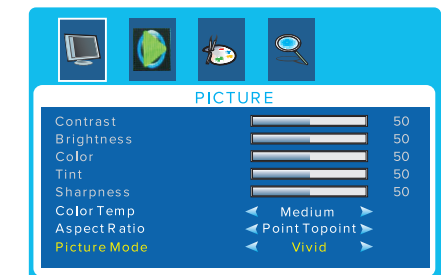 PICTURE
Contrast 50
Brightness 50
Color 50
Tint 50
Sharpness 50
Color Temp Medium
Aspect Ratio Point Topoint
Picture Mode Vivid